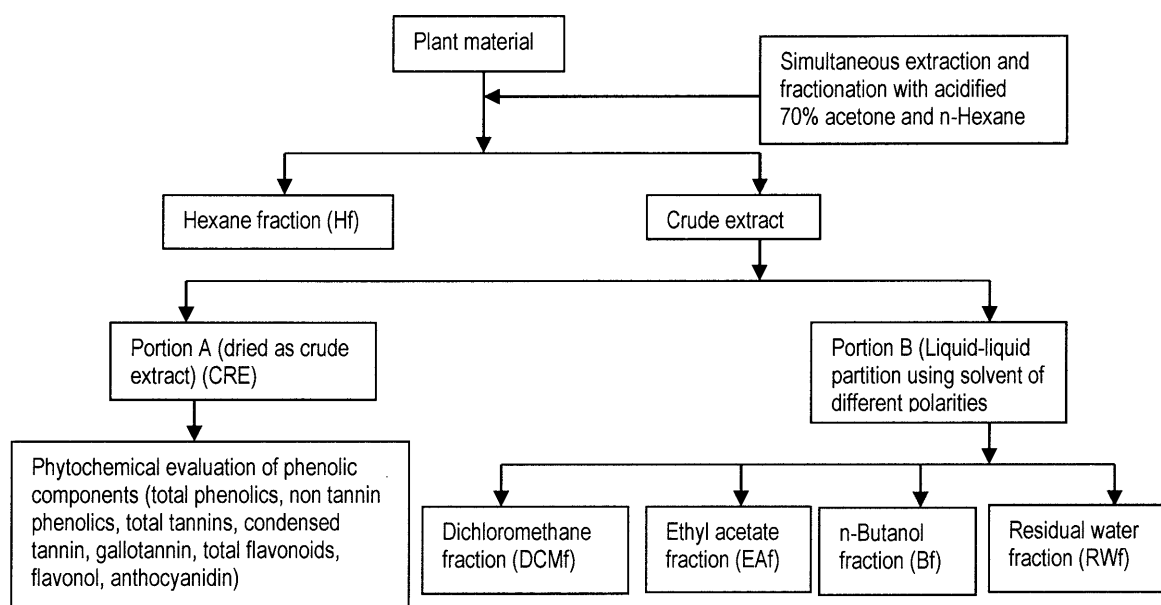 Plant material
Simultaneous extraction and
fractionation with acidified
70% acetone and n-Hexane
Hexane fraction (Hf)
Crude extract
Portion A (dried as crude
extract) (CRE)
Portion B (Liquid-liquid
partition using solvent of
different polarities
Phytochemical evaluation of phenolic
components (total phenolics, non tannin
phenolics, total tannins, condensed
tannin, gallotannin, total flavonoids,
flavonol, anthocyanidin)
Dichloromethane
fraction (DCMf)
Ethyl acetate
fraction (EAf)
n-Butanol
fraction (Bf)
Residual water
fraction (RWf)